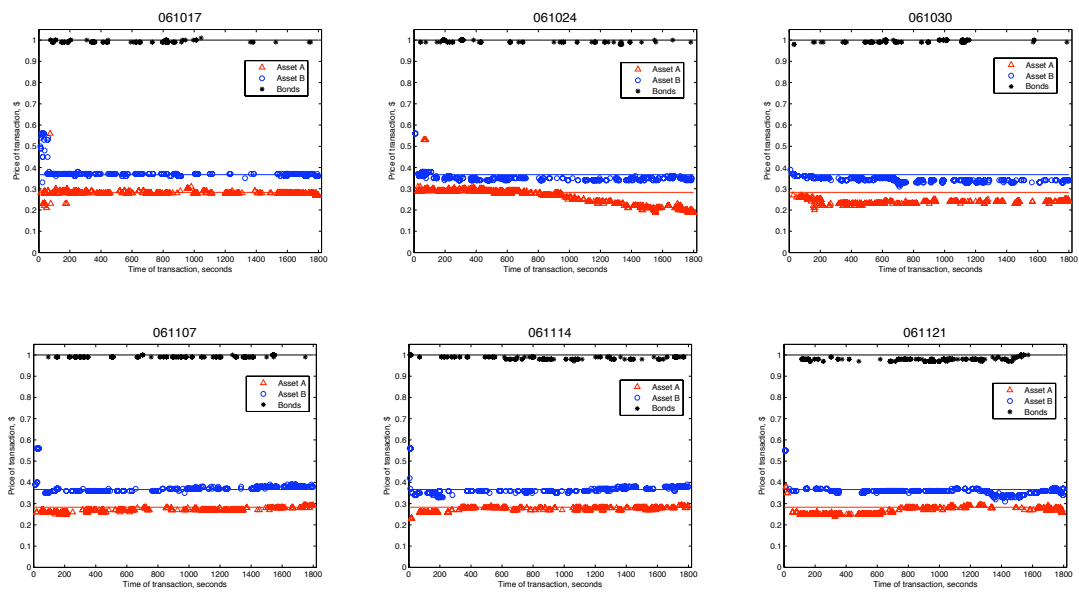 061017
1
0.9
0.8
0.7
0.6
0.5
0.4
0.3
0.2
0.1
0
Price of transaction, $
Asset A
Asset B
Bonds
0 200 400 600 800 1000 1200 1400 1600 1800
Time of transaction, seconds
061024
1
0.9
0.8
0.7
0.6
0.5
0.4
0.3
0.2
0.1
0
Price of transaction, $
Asset A
Asset B
Bonds
0 200 400 600 800 1000 1200 1400 1600 1800
Time of transaction, seconds
061030
1
0.9
0.8
0.7
0.6
0.5
0.4
0.3
0.2
0.1
0
Price of transaction, $
Asset A
Asset B
Bonds
0 200 400 600 800 1000 1200 1400 1600 1800
Time of transaction, seconds
061107
1
0.9
0.8
0.7
0.6
0.5
0.4
0.3
0.2
0.1
0
Price of transaction, $
Asset A
Asset B
Bonds
0 200 400 600 800 1000 1200 1400 1600 1800
Time of transaction, seconds
061114
1
0.9
0.8
0.7
0.6
0.5
0.4
0.3
0.2
0.1
0
Price of transaction, $
Asset A
Asset B
Bonds
0 200 400 600 800 1000 1200 1400 1600 1800
Time of transaction, seconds
061121
1
0.9
0.8
0.7
0.6
0.5
0.4
0.3
0.2
0.1
0
Price of transaction, $
Asset A
Asset B
Bonds
0 200 400 600 800 1000 1200 1400 1600 1800
Time of transaction, seconds